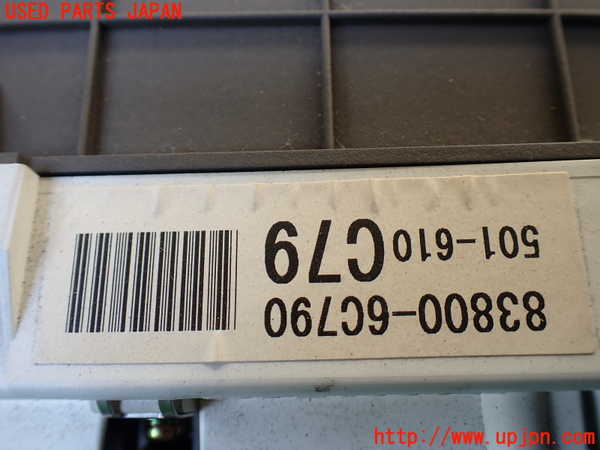 USED PARTS JAPAN
83800-6C790
501-610 C79
http://www.upjpn.com/